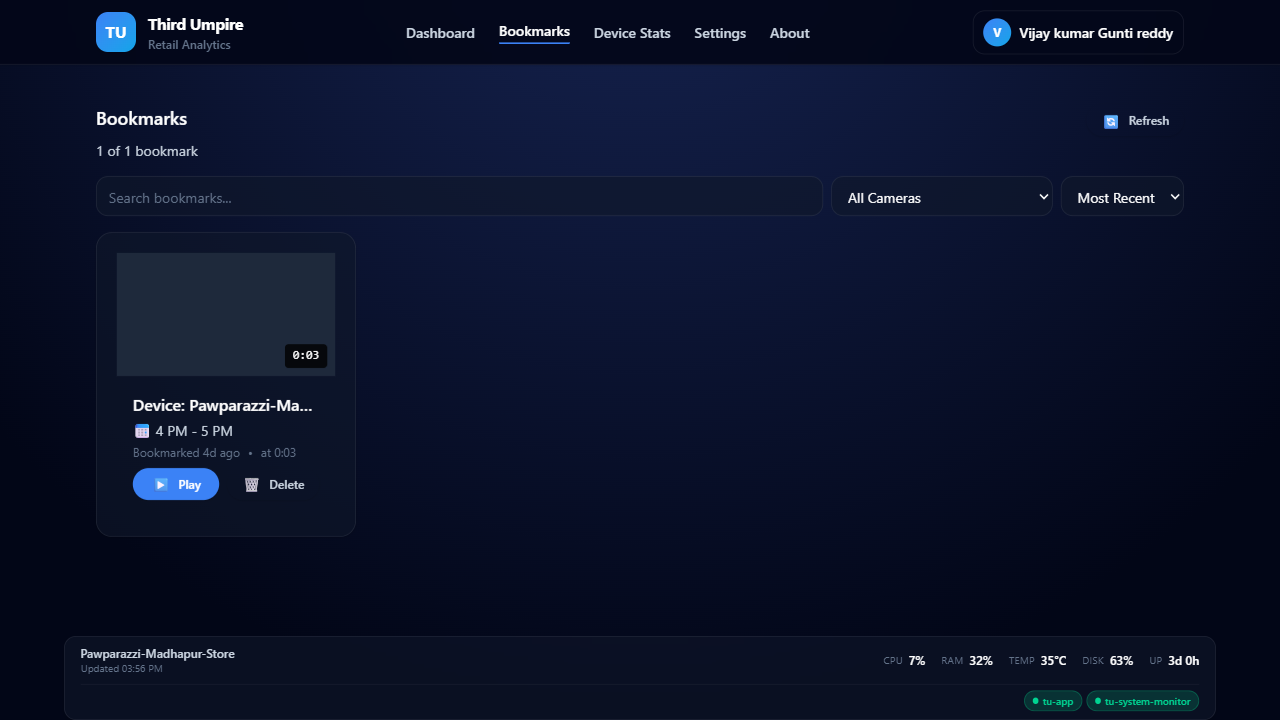 TU
Third Umpire
Retail Analytics
Dashboard
Bookmarks
Device Stats
Settings
About
V
Vijay kumar Gunti reddy
Bookmarks
Refresh
1 of 1 bookmark
Search bookmarks...
All Cameras
Most Recent
0:03
Device: Pawparazzi-Ma...
4 PM - 5 PM
Bookmarked 4d ago • at 0:03
Play
Delete
Pawparazzi-Madhapur-Store
Updated 03:56 PM
CPU 7%
RAM 32%
TEMP 35°C
DISK 63%
UP 3d 0h
tu-app
tu-system-monitor